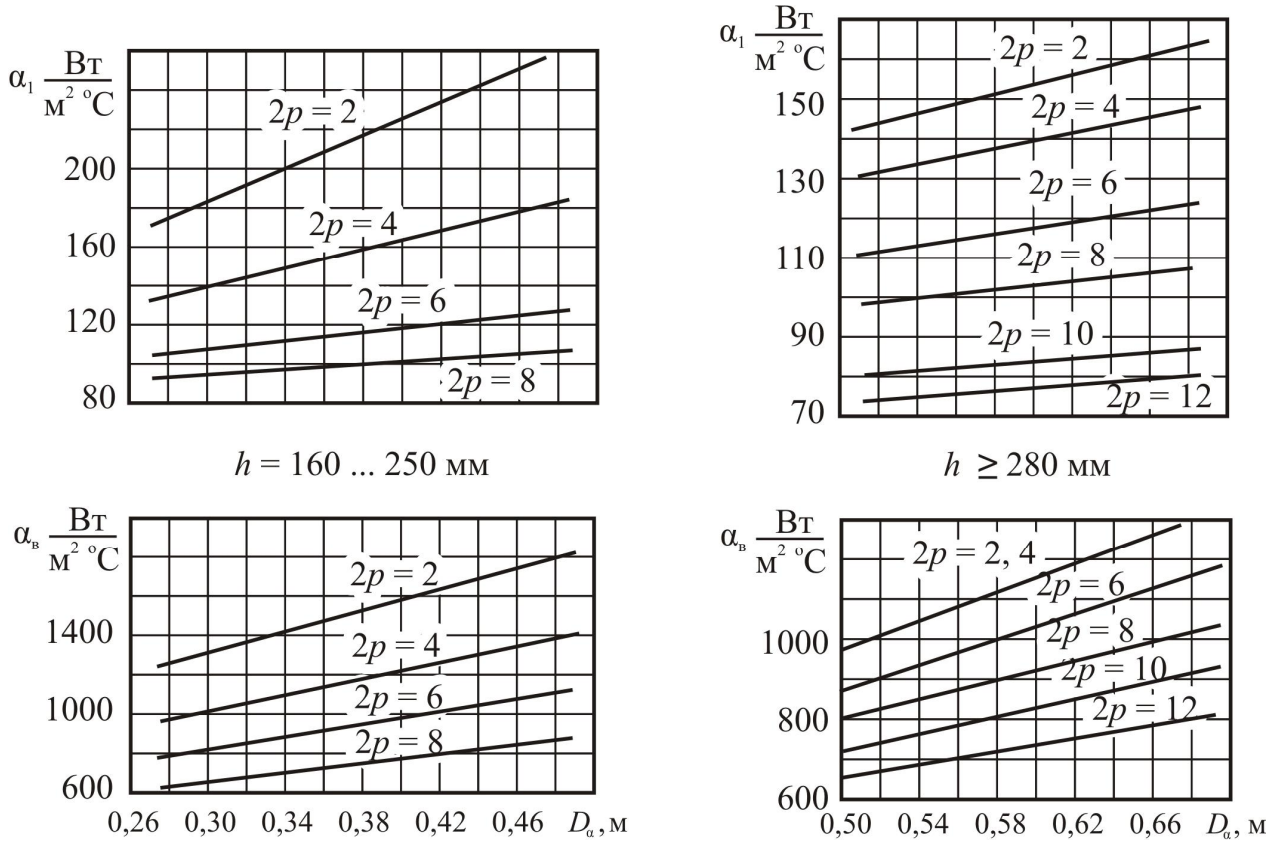 α₁ Вт
м² °С
200
160
120
80
2p = 2
2p = 4
2p = 6
2p = 8
α₁ Вт
м² °С
150
130
110
90
70
2p = 2
2p = 4
2p = 6
2p = 8
2p = 10
2p = 12
h = 160 ... 250 мм
h ≥ 280 мм
αв Вт
м² °С
1400
1000
600
2p = 2
2p = 4
2p = 6
2p = 8
0,26 0,30 0,34 0,38 0,42 0,46 Dα, м
αв Вт
м² °С
1000
800
600
2p = 2, 4
2p = 6
2p = 8
2p = 10
2p = 12
0,50 0,54 0,58 0,62 0,66 Dα, м